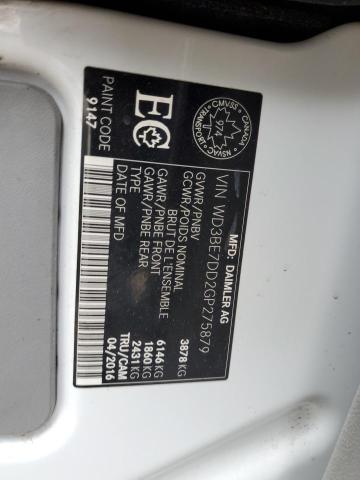 MFD. DAIMLER AG
VIN WD3BE7DD2GP275879
GVWR/PNBV 3878 KG
GCWR/POIDS NOMINAL
BRUT DE L'ENSEMBLE 6146 KG
GAWR/PNBE FRONT 1860 KG
GAWR/PNBE REAR 2431 KG
TYPE TRU/CAM
DATE OF MFD 04/2016
CANADA
CMVSS
TRANSPORT
974
NSVAC
EC
PAINT CODE
9147